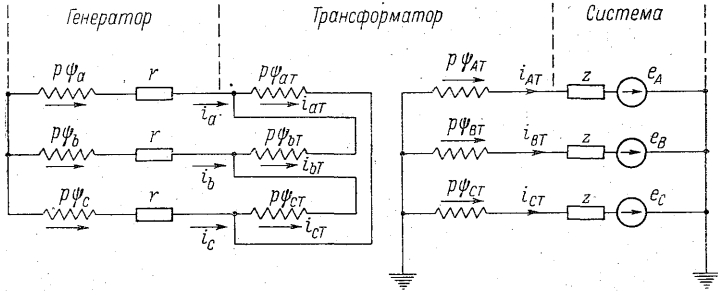 Генератор Трансформатор Система
pψa r pψaT pψAT iAT z eA
ia iaT
pψb r pψbT pψBT iBT z eB
ib ibT
pψc r pψcT pψCT iCT z eC
ic icT